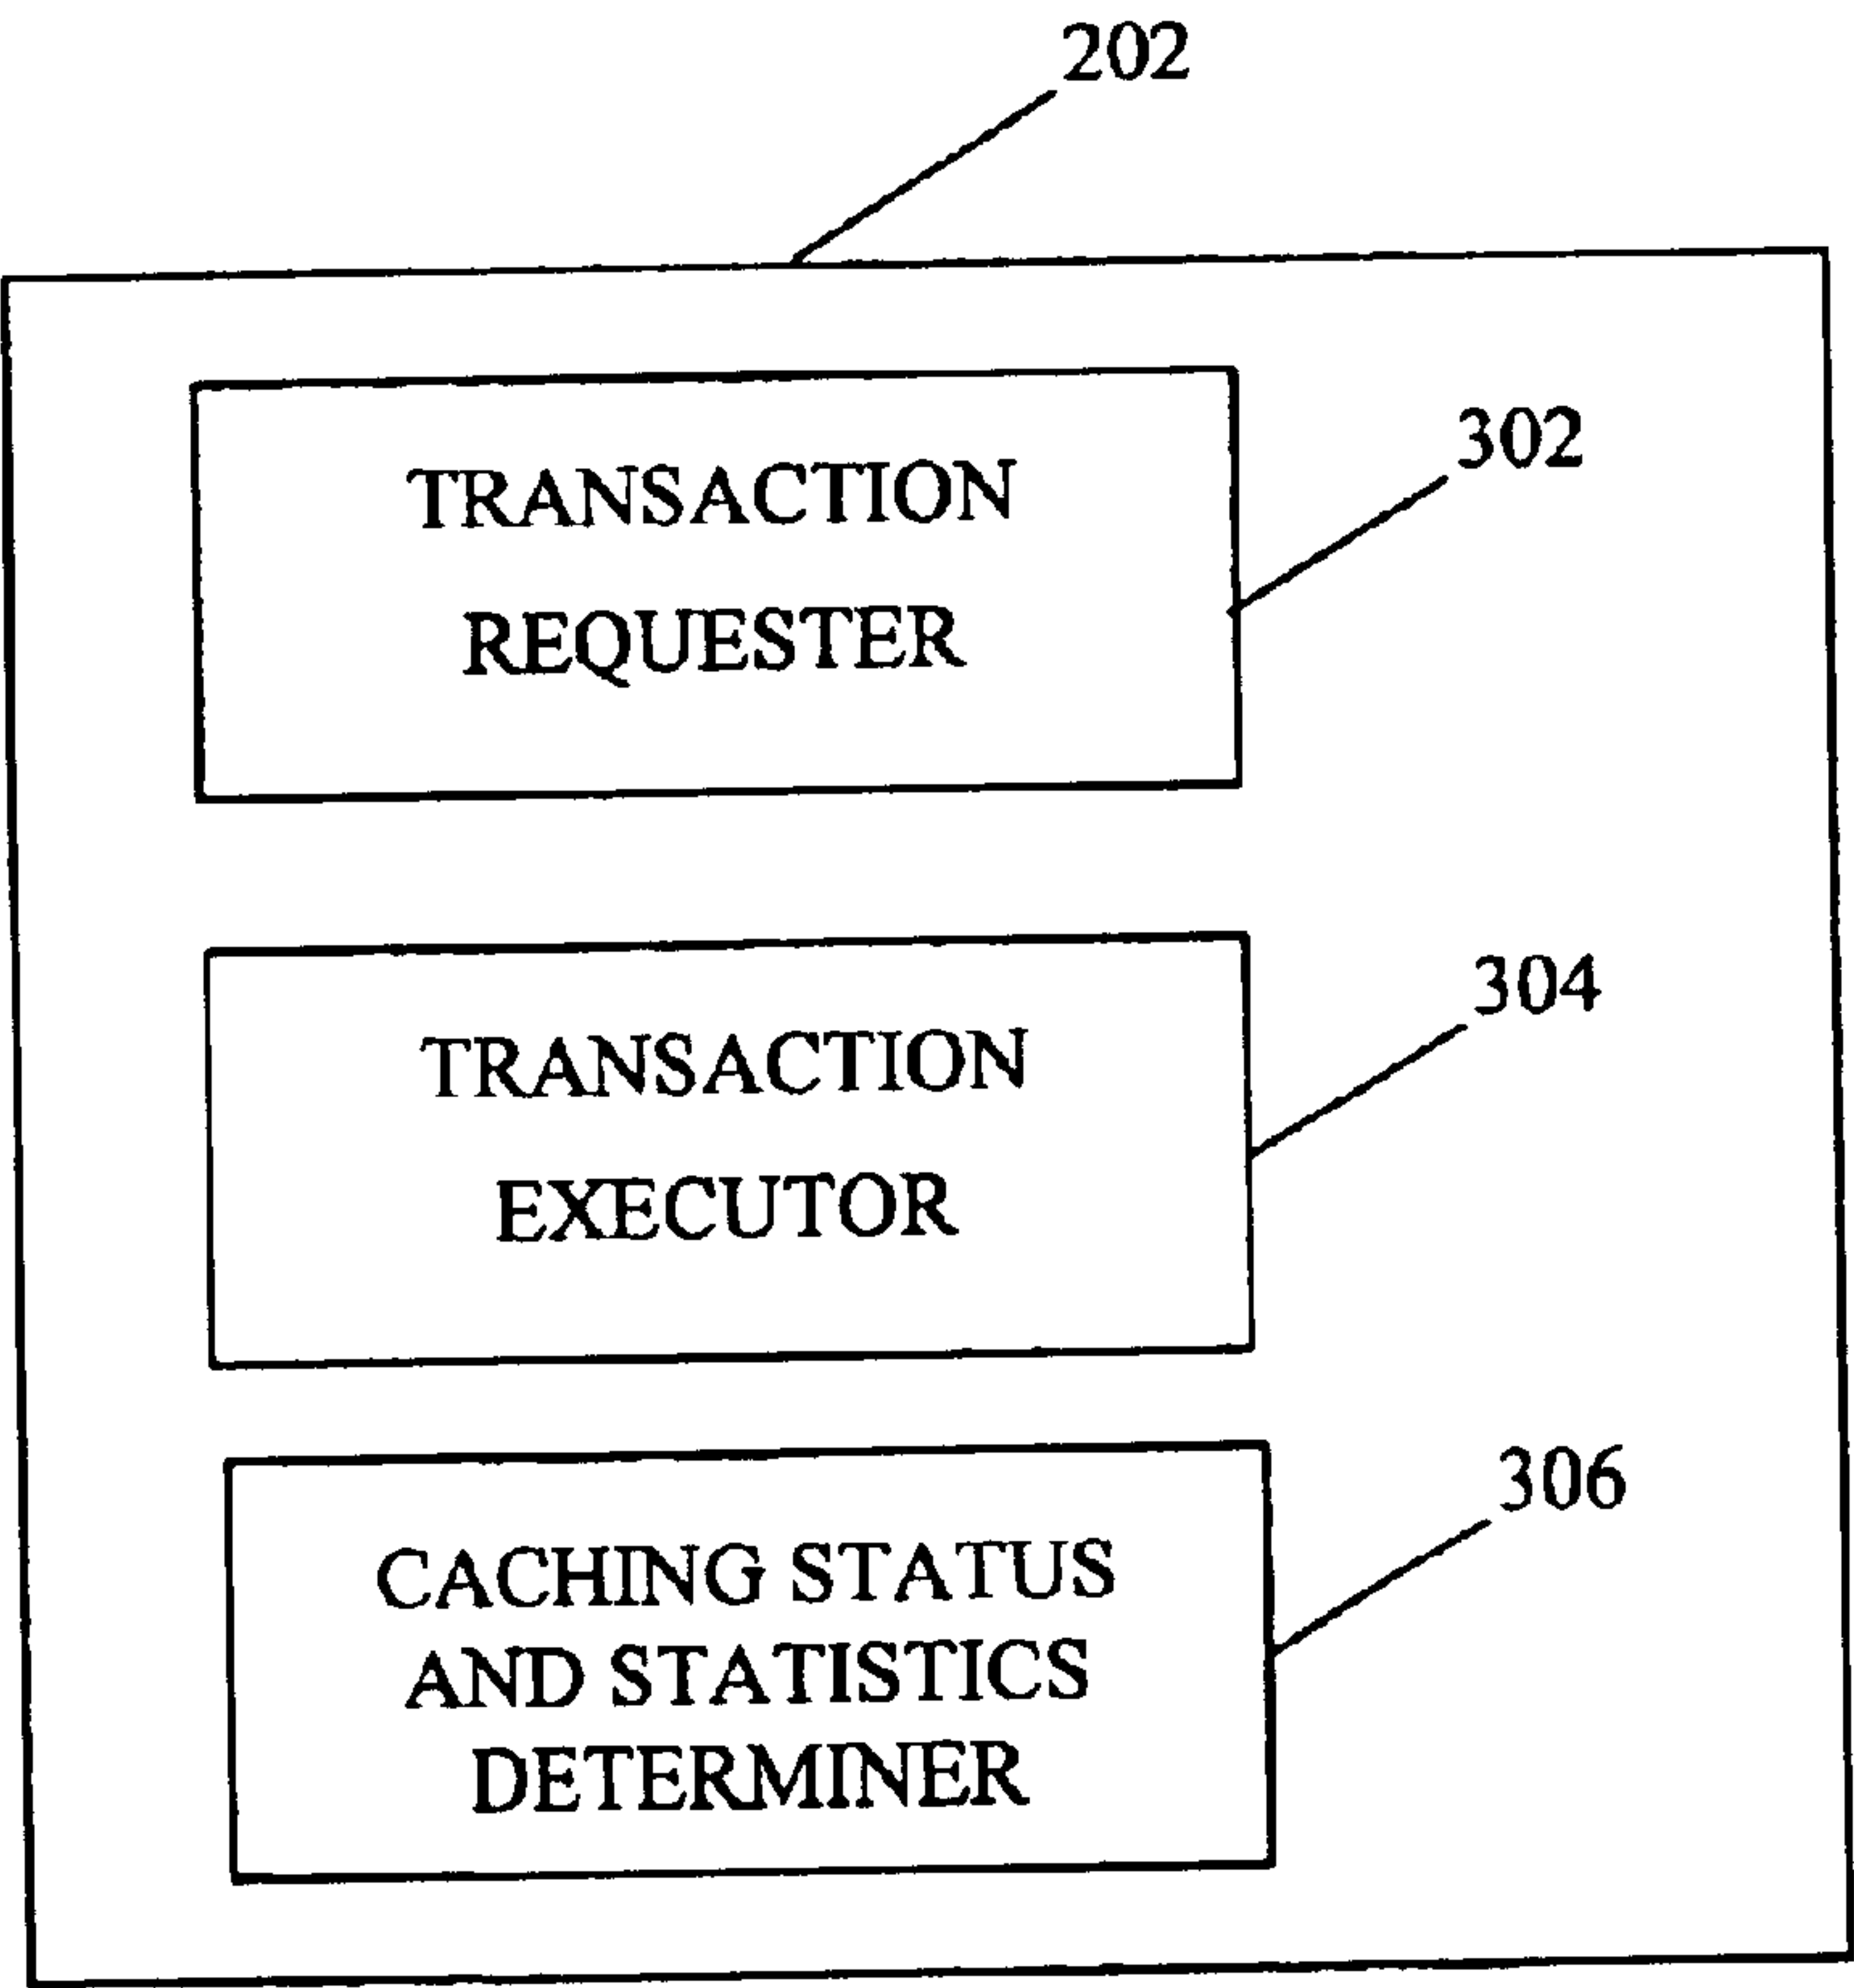 202
TRANSACTION
REQUESTER
302
TRANSACTION
EXECUTOR
304
CACHING STATUS
AND STATISTICS
DETERMINER
306